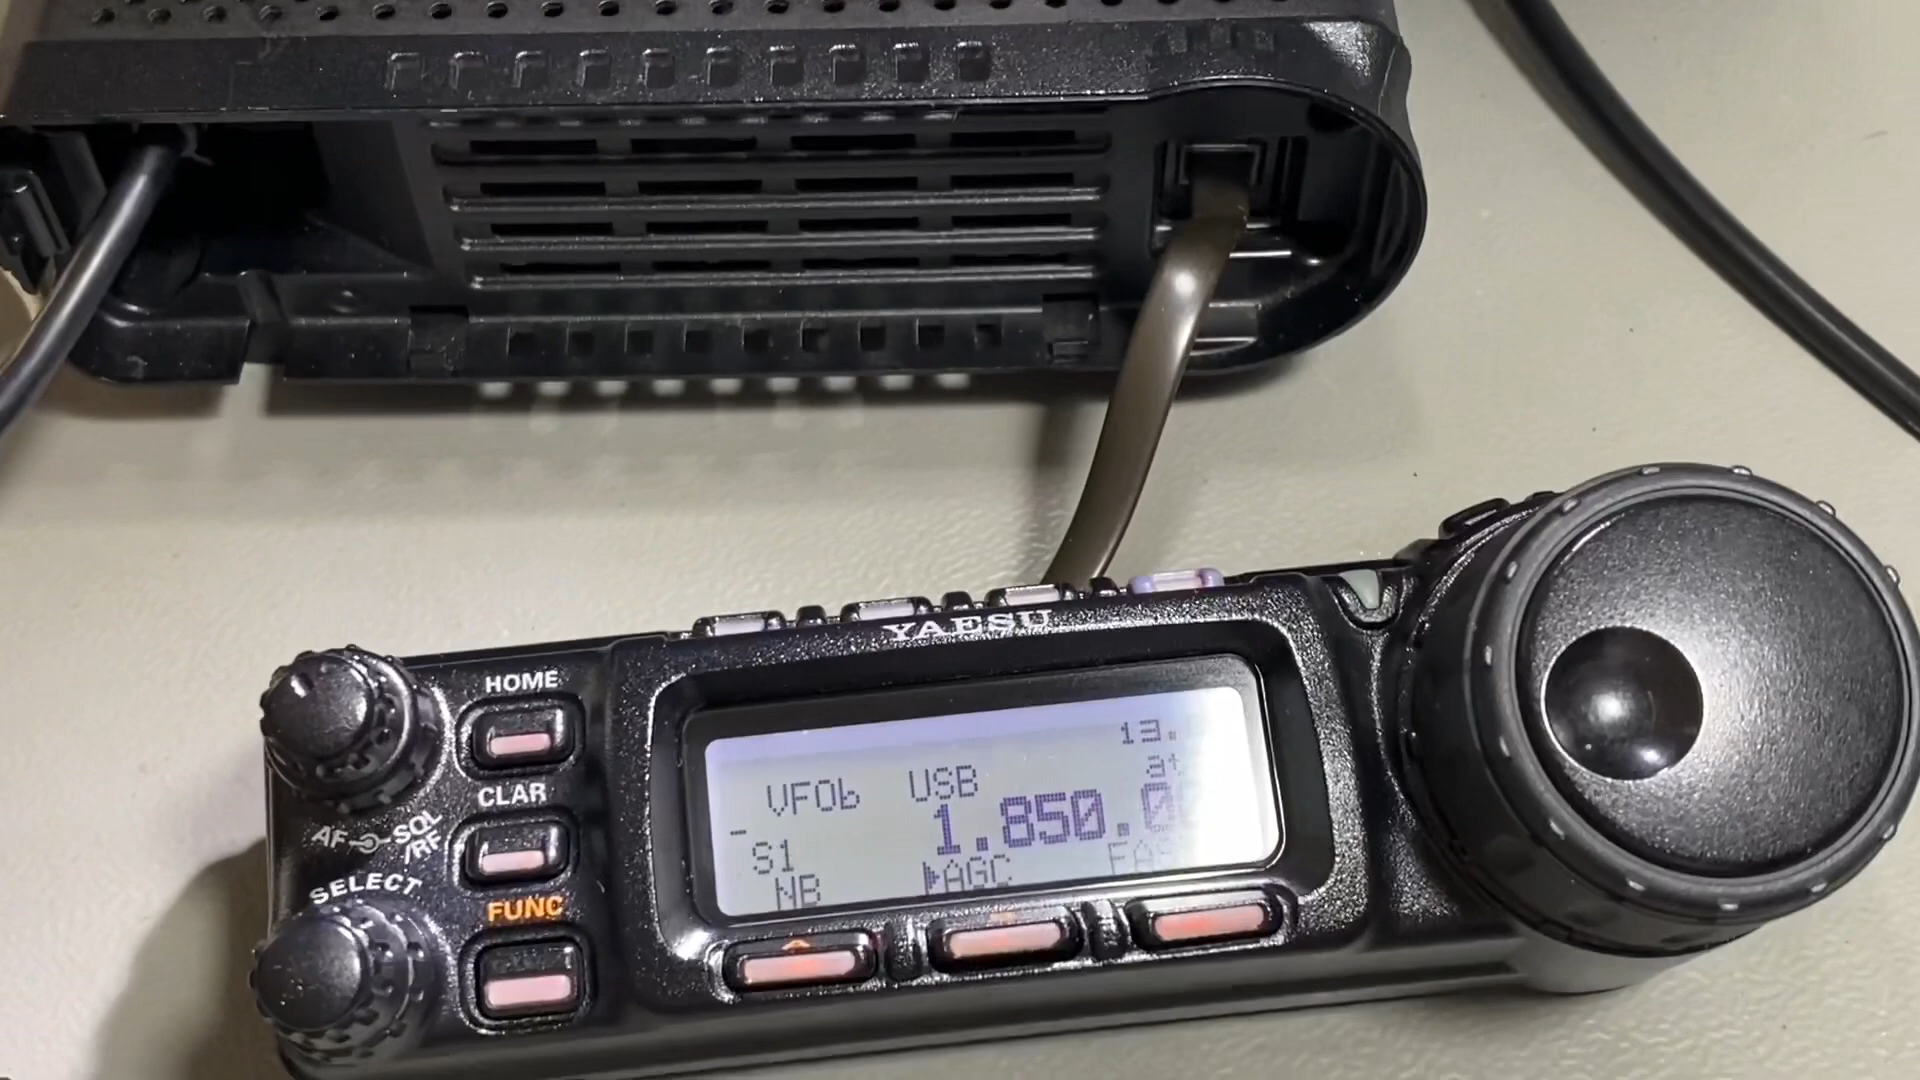 YAESU
HOME
CLAR
AF SQL
/RF
SELECT
FUNC
13.
VFOb USB
1.850.0
S1
NB AGC